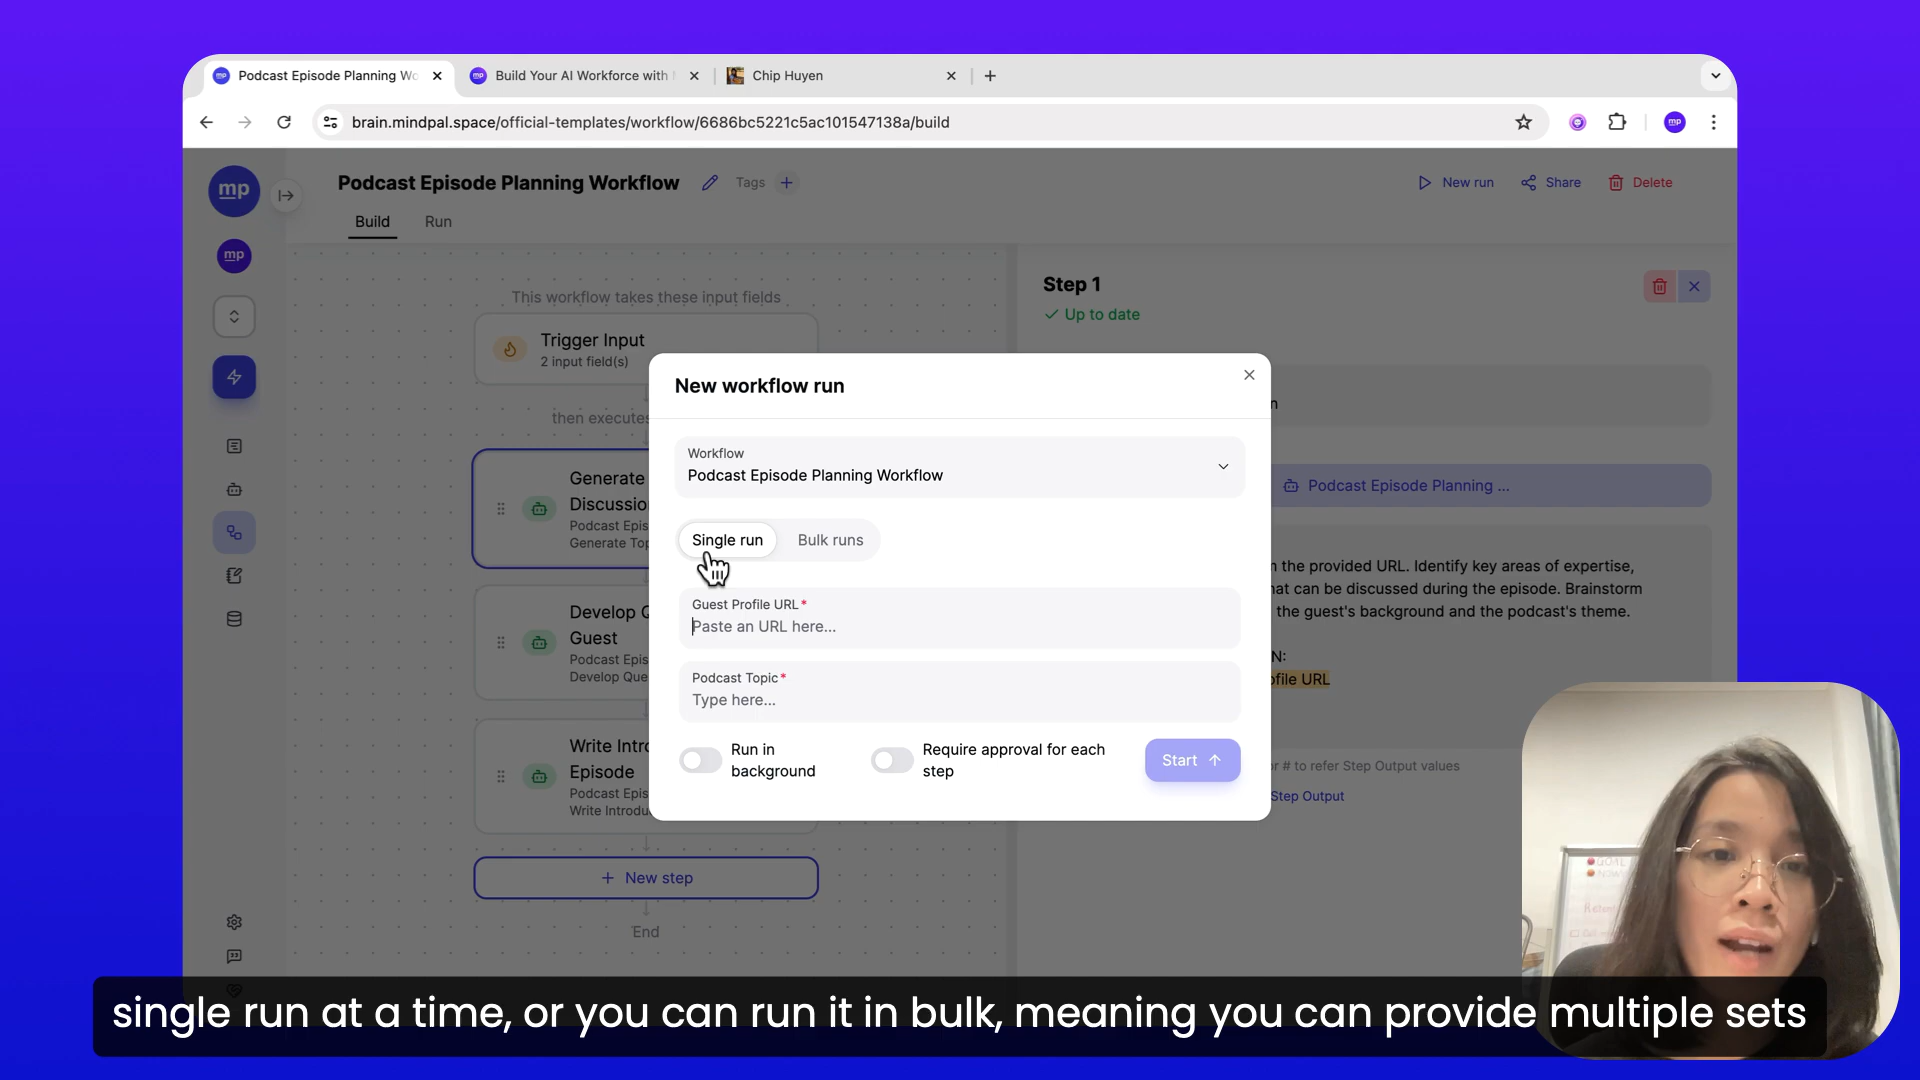 Podcast Episode Planning Wo
mp
Build Your AI Workforce with
Chip Huyen
brain.mindpal.space/official-templates/workflow/6686bc5221c5ac101547138a/build
mp
mp
Podcast Episode Planning Workflow
Tags
New run
Share
Delete
Build
Run
mp
This workflow takes these input fields
Trigger Input
2 input field(s)
then executes
Generate
Discussio
Podcast Epis
Generate Top
Develop Q
Guest
Podcast Epis
Develop Que
Write Intr
Episode
Podcast Epis
Write Introdu
+ New step
End
Step 1
Up to date
n
Podcast Episode Planning ...
n the provided URL. Identify key areas of expertise,
hat can be discussed during the episode. Brainstorm
the guest's background and the podcast's theme.
N:
ofile URL
or # to refer Step Output values
Step Output
New workflow run
Workflow
Podcast Episode Planning Workflow
Single run
Bulk runs
Guest Profile URL*
Paste an URL here...
Podcast Topic*
Type here...
Run in
background
Require approval for each
step
Start
GOAL
single run at a time, or you can run it in bulk, meaning you can provide multiple sets